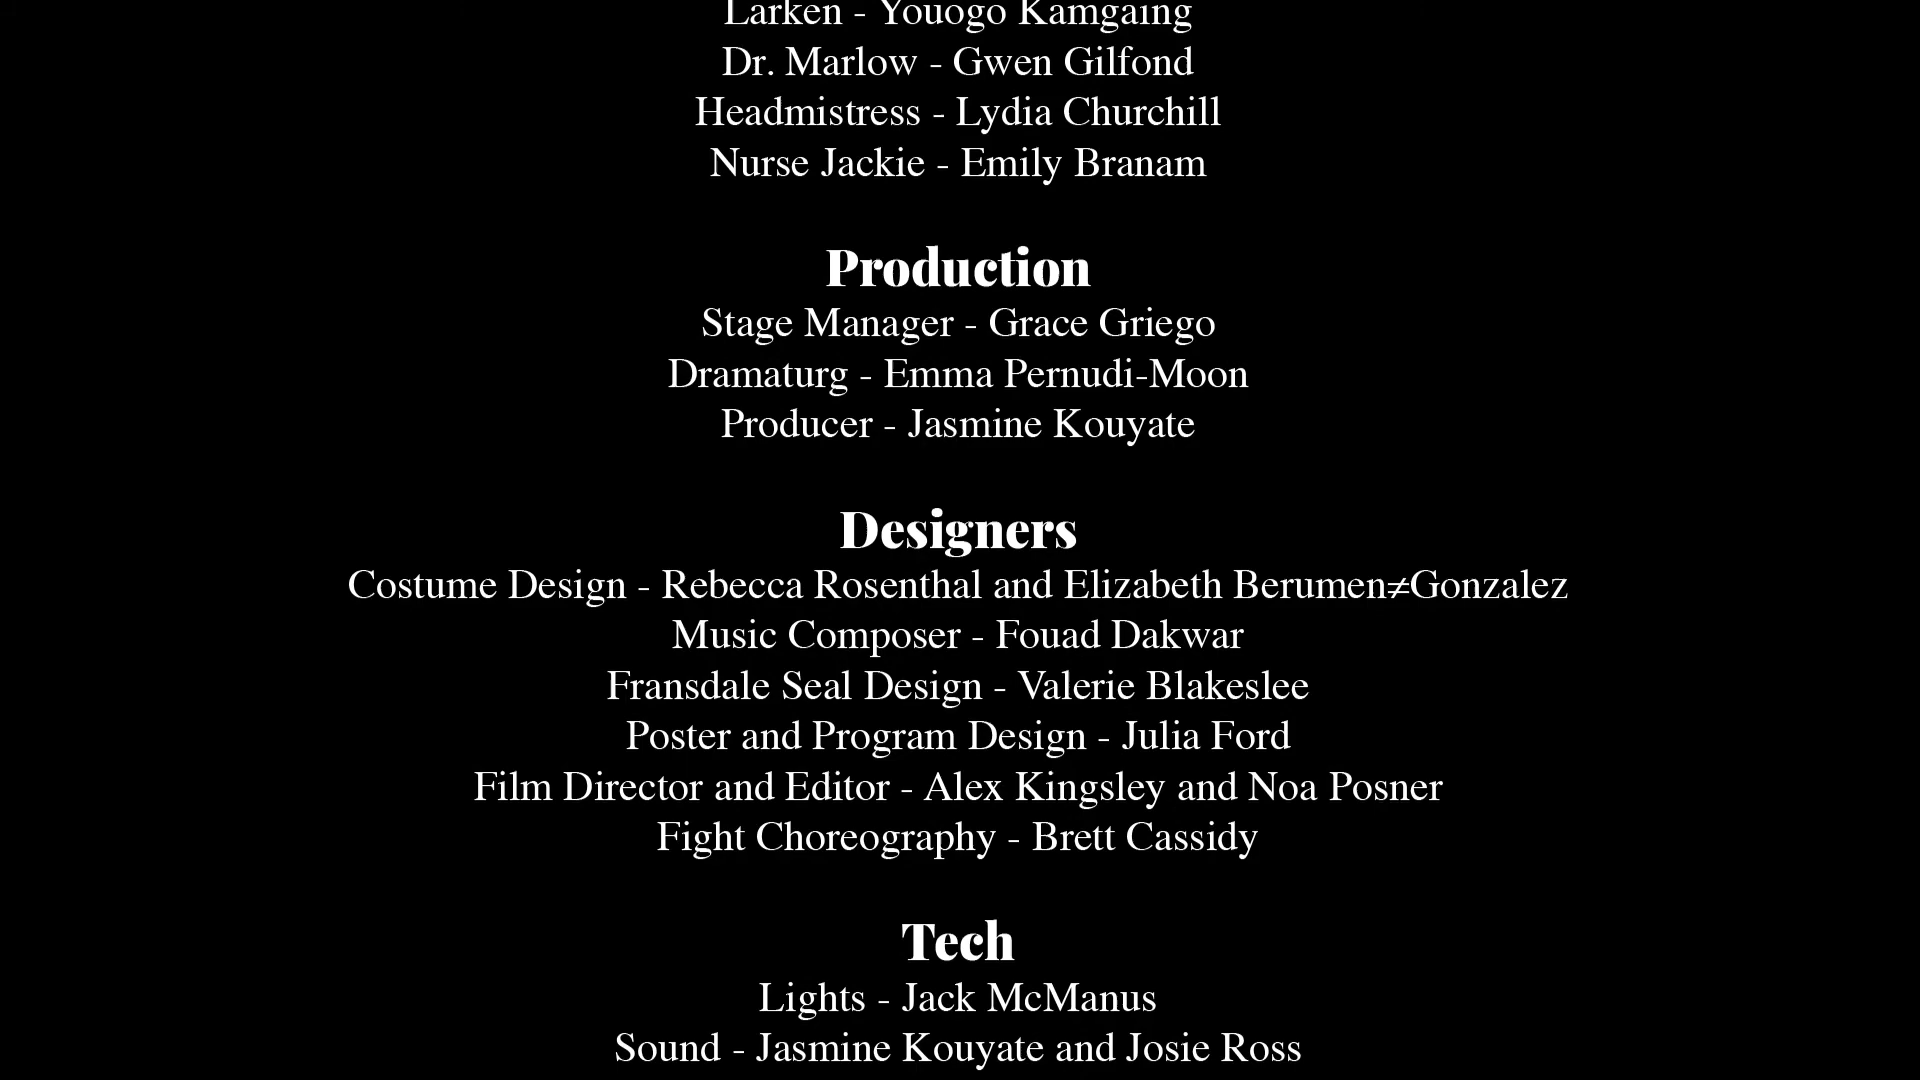 Larken - Youogo Kamgaing
Dr. Marlow - Gwen Gilfond
Headmistress - Lydia Churchill
Nurse Jackie - Emily Branam
Production
Stage Manager - Grace Griego
Dramaturg - Emma Pernudi-Moon
Producer - Jasmine Kouyate
Designers
Costume Design - Rebecca Rosenthal and Elizabeth Berumen≠Gonzalez
Music Composer - Fouad Dakwar
Fransdale Seal Design - Valerie Blakeslee
Poster and Program Design - Julia Ford
Film Director and Editor - Alex Kingsley and Noa Posner
Fight Choreography - Brett Cassidy
Tech
Lights - Jack McManus
Sound - Jasmine Kouyate and Josie Ross